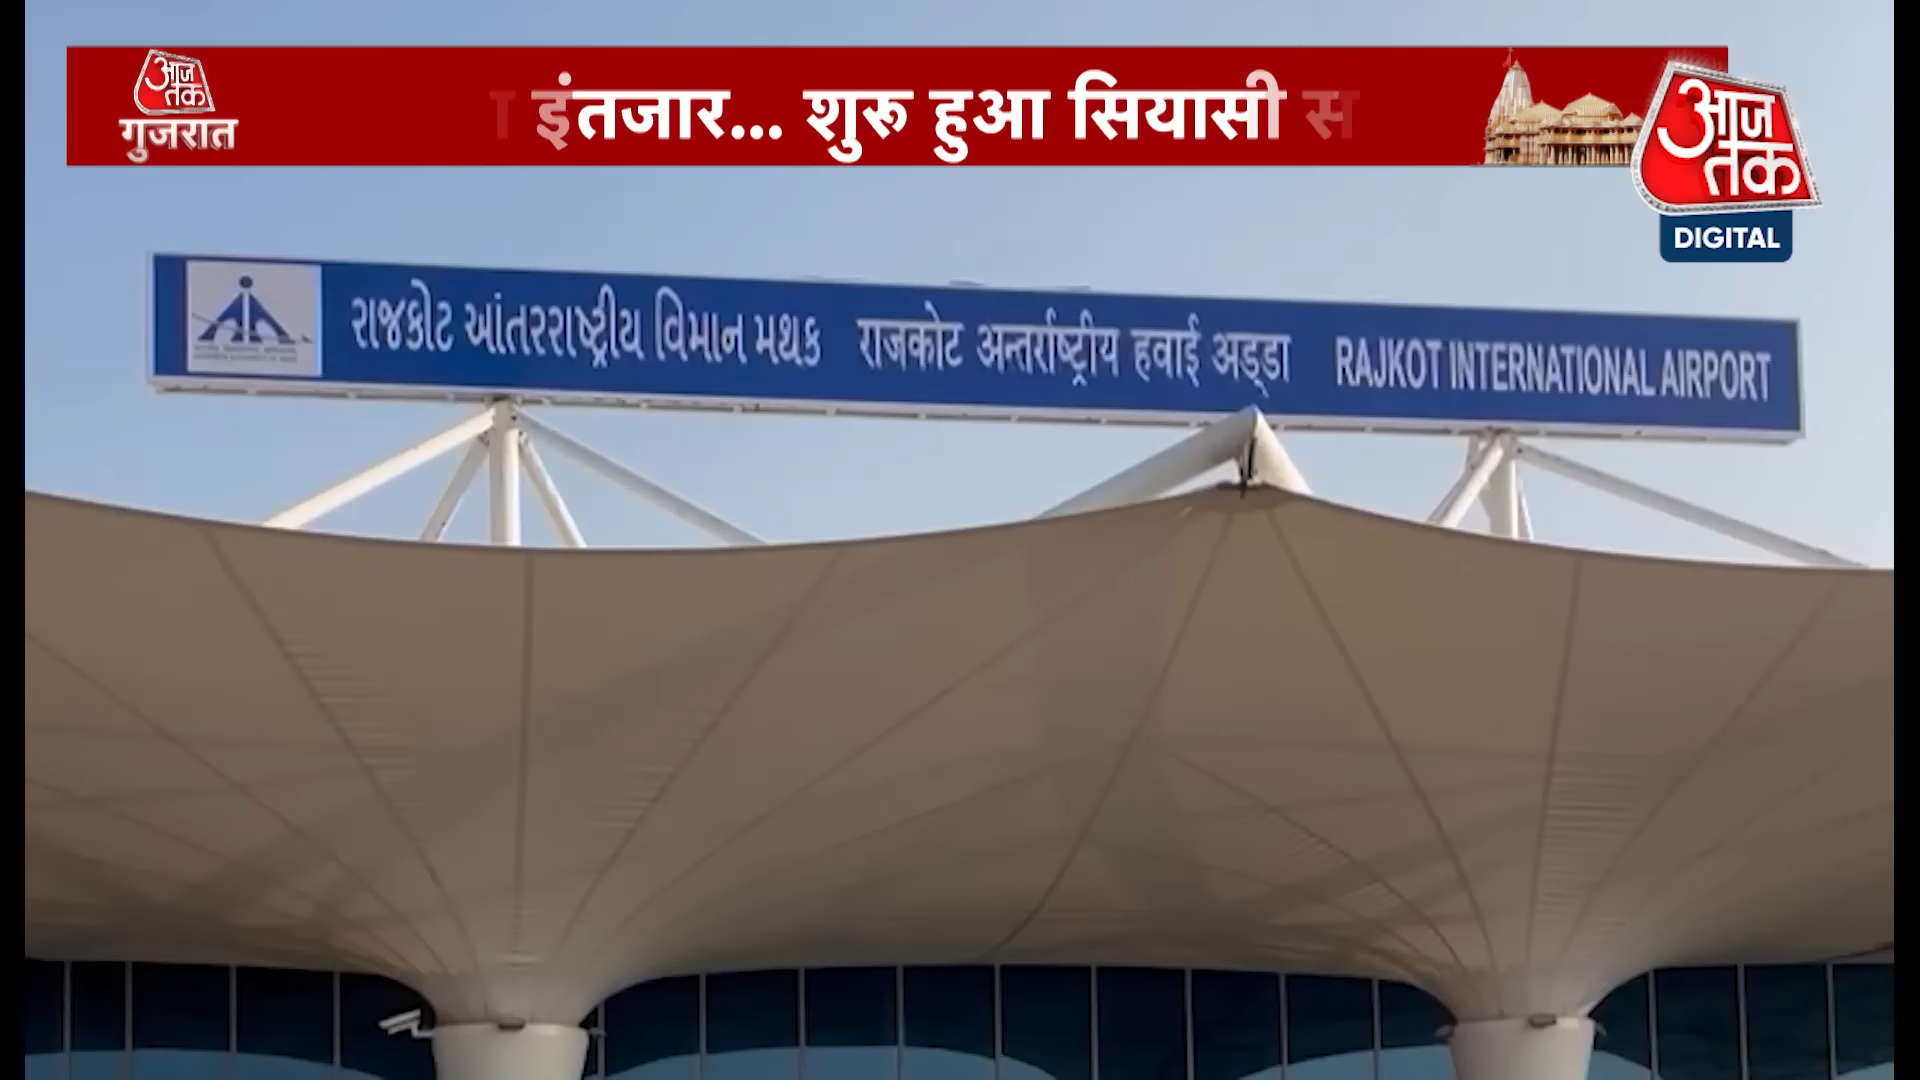 आज
तक
गुजरात
इंतजार... शुरू हुआ सियासी
आज
तक
DIGITAL
રાજકોટ આંતરરાષ્ટ્રીય વિમાન મથક राजकोट अन्तर्राष्ट्रीय हवाई अड्डा RAJKOT INTERNATIONAL AIRPORT